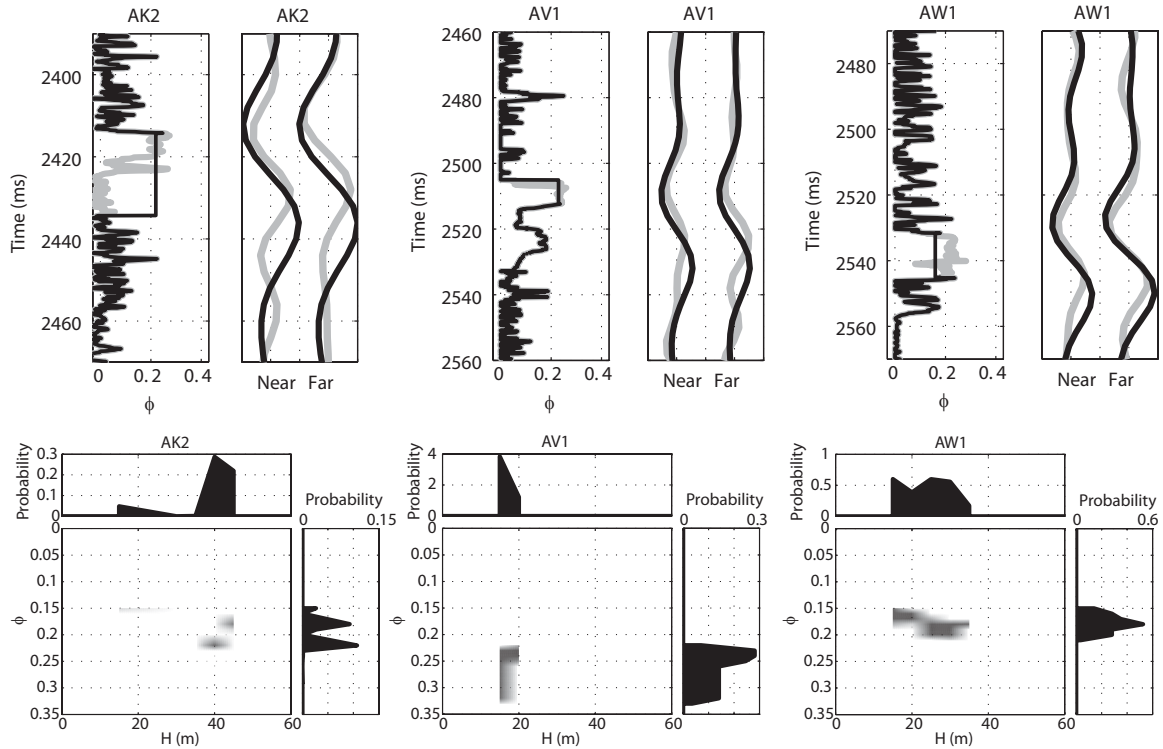 AK2
AK2
AV1
AV1
AW1
AW1
Time (ms)
2400
2420
2440
2460
0
0.2
0.4
ϕ
Near
Far
Time (ms)
2460
2480
2500
2520
2540
2560
0
0.2
0.4
ϕ
Near
Far
Time (ms)
2480
2500
2520
2540
2560
0
0.2
0.4
ϕ
Near
Far
AK2
Probability
0.3
0.2
0.1
0
Probability
0
0.15
ϕ
0
0.05
0.1
0.15
0.2
0.25
0.3
0.35
0
20
40
60
H (m)
AV1
Probability
4
2
0
Probability
0
0.3
ϕ
0
0.05
0.1
0.15
0.2
0.25
0.3
0.35
0
20
40
60
H (m)
AW1
Probability
1
0.5
0
Probability
0
0.6
ϕ
0
0.05
0.1
0.15
0.2
0.25
0.3
0.35
0
20
40
60
H (m)